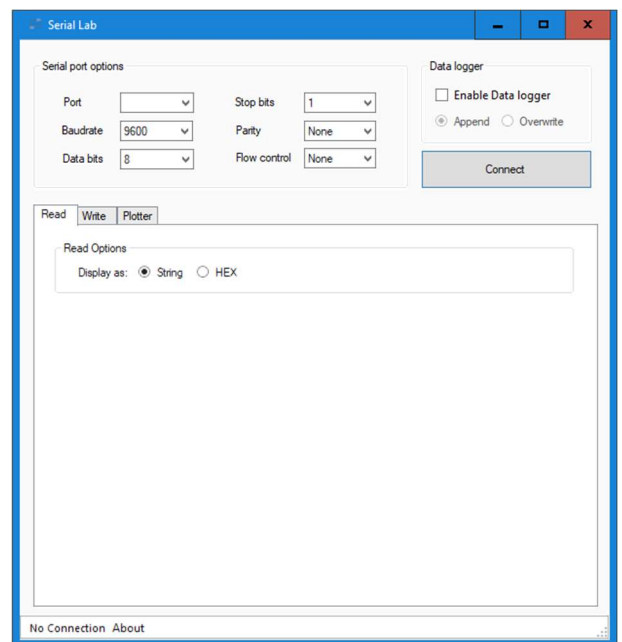 Serial Lab
Serial port options
Port
Stop bits 1
Baudrate 9600
Parity None
Data bits 8
Flow control None
Data logger
Enable Data logger
Append Overwrite
Connect
Read Write Plotter
Read Options
Display as: String HEX
No Connection About